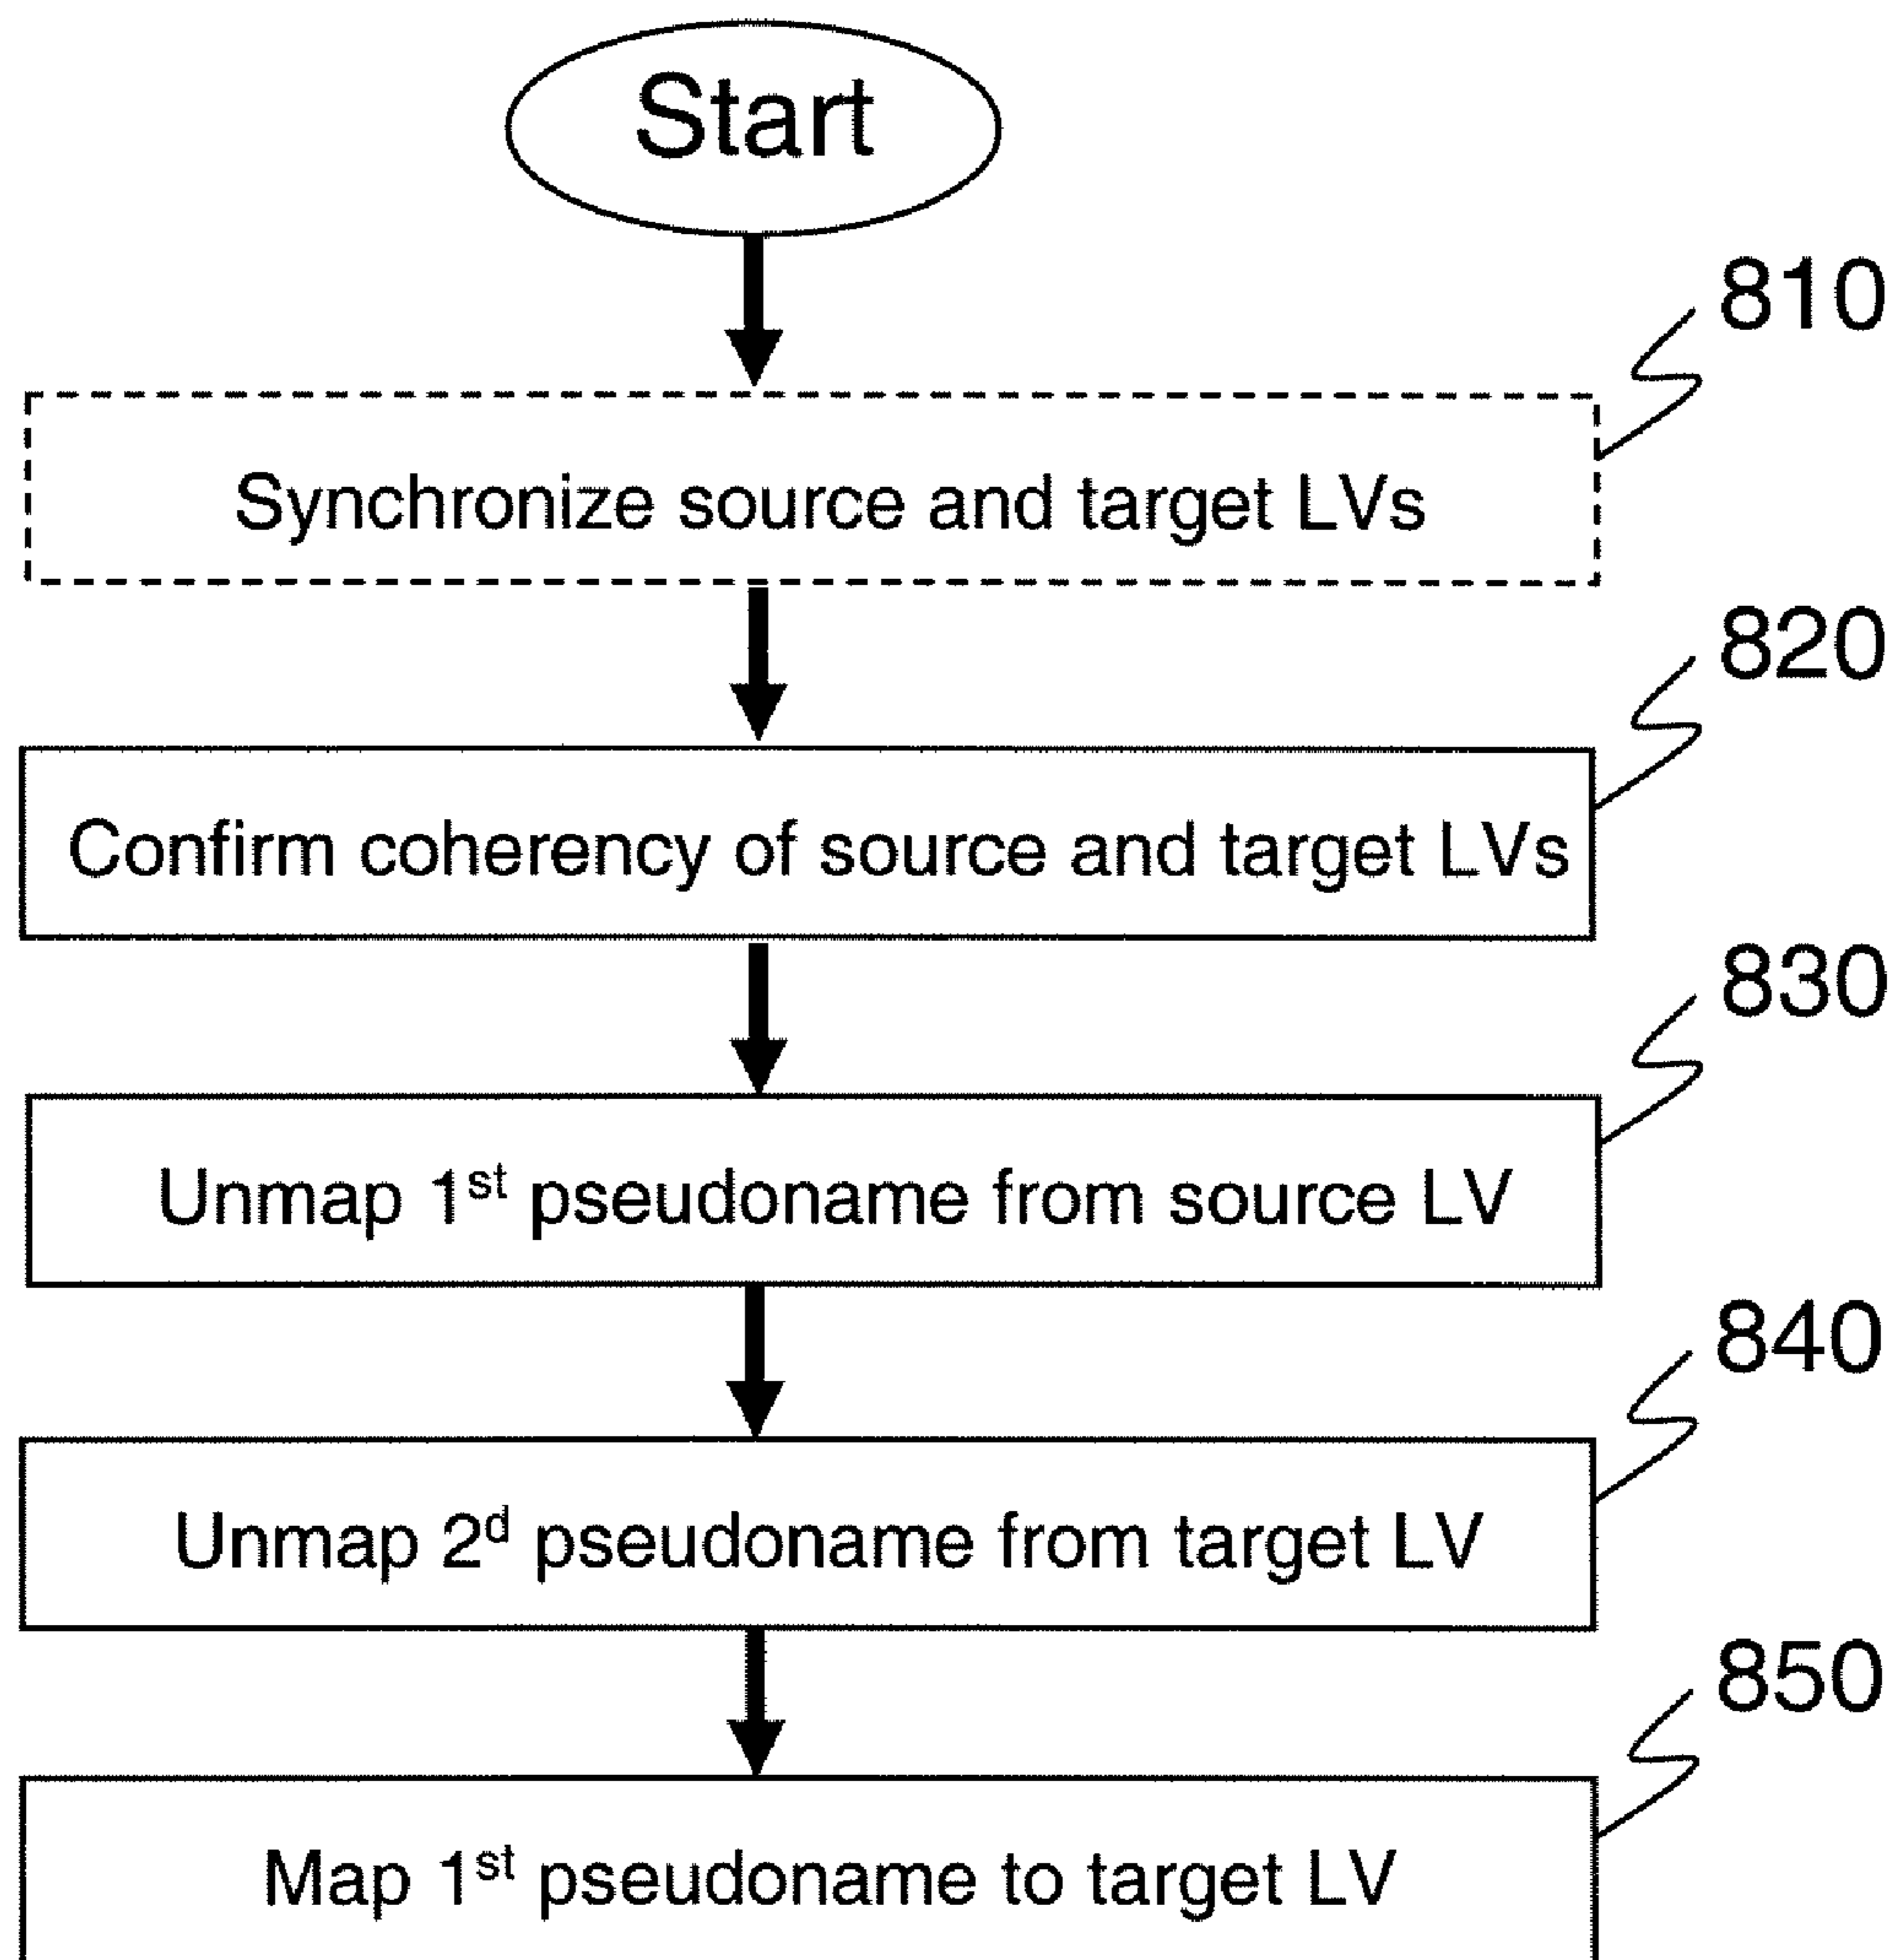 Start
810
Synchronize source and target LVs
820
Confirm coherency of source and target LVs
830
Unmap 1st pseudoname from source LV
840
Unmap 2d pseudoname from target LV
850
Map 1st pseudoname to target LV